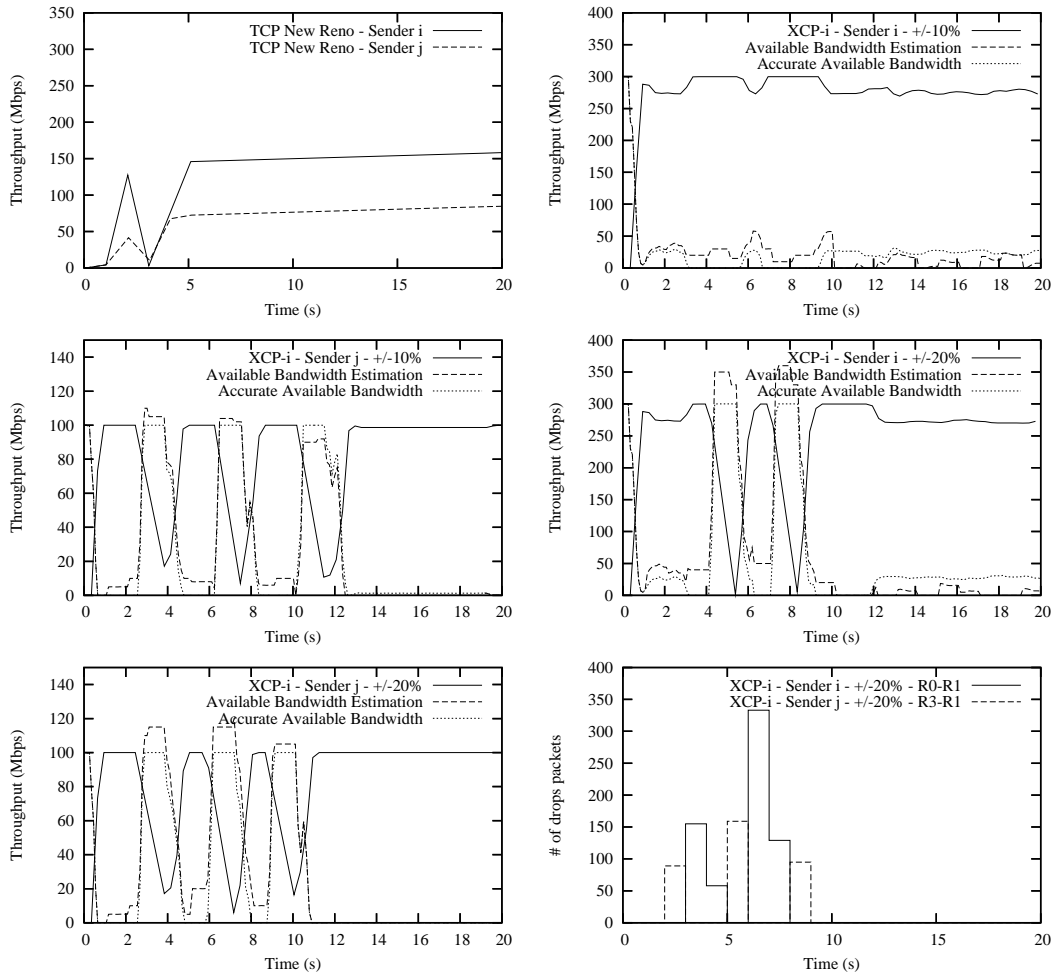 TCP New Reno - Sender i
TCP New Reno - Sender j
Throughput (Mbps)
350
300
250
200
150
100
50
0
0 5 10 15 20
Time (s)
XCP-i - Sender i - +/-10%
Available Bandwidth Estimation
Accurate Available Bandwidth
Throughput (Mbps)
400
350
300
250
200
150
100
50
0
0 2 4 6 8 10 12 14 16 18 20
Time (s)
XCP-i - Sender j - +/-10%
Available Bandwidth Estimation
Accurate Available Bandwidth
Throughput (Mbps)
140
120
100
80
60
40
20
0
0 2 4 6 8 10 12 14 16 18 20
Time (s)
XCP-i - Sender i - +/-20%
Available Bandwidth Estimation
Accurate Available Bandwidth
Throughput (Mbps)
400
350
300
250
200
150
100
50
0
0 2 4 6 8 10 12 14 16 18 20
Time (s)
XCP-i - Sender j - +/-20%
Available Bandwidth Estimation
Accurate Available Bandwidth
Throughput (Mbps)
140
120
100
80
60
40
20
0
0 2 4 6 8 10 12 14 16 18 20
Time (s)
XCP-i - Sender i - +/-20% - R0-R1
XCP-i - Sender j - +/-20% - R3-R1
# of drops packets
400
350
300
250
200
150
100
50
0
0 5 10 15 20
Time (s)